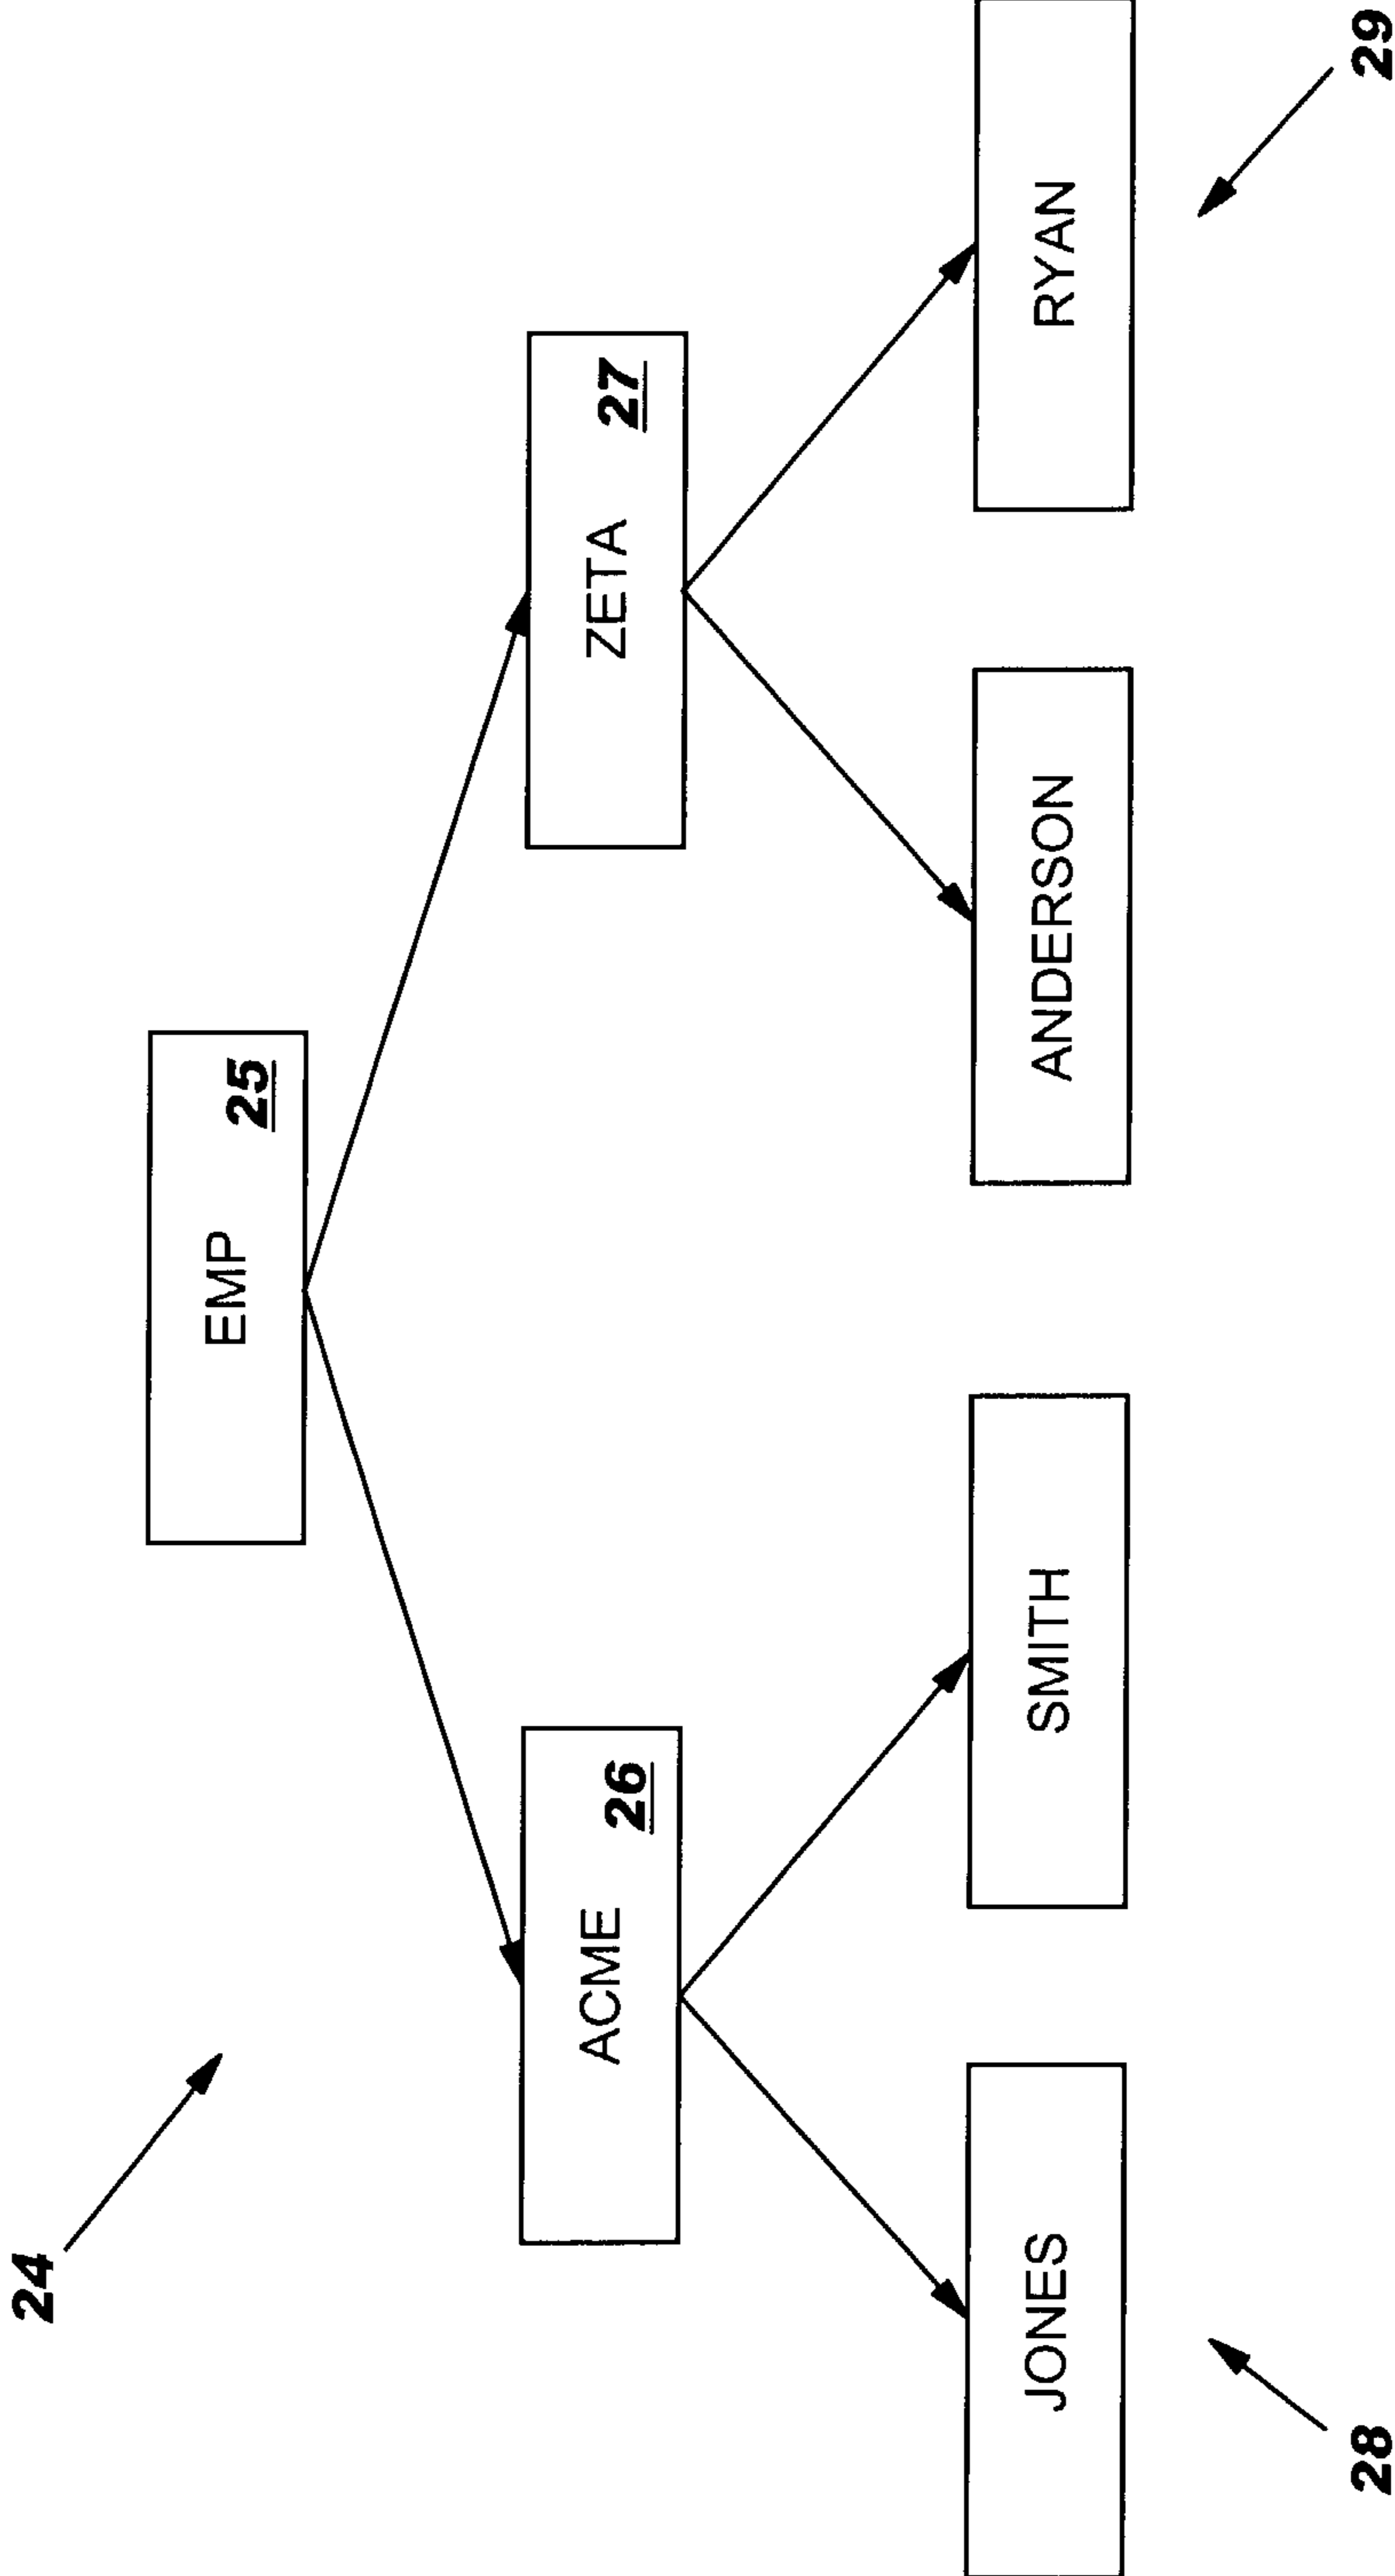 24
EMP
25
ACME
26
ZETA
27
JONES
SMITH
ANDERSON
RYAN
28
29